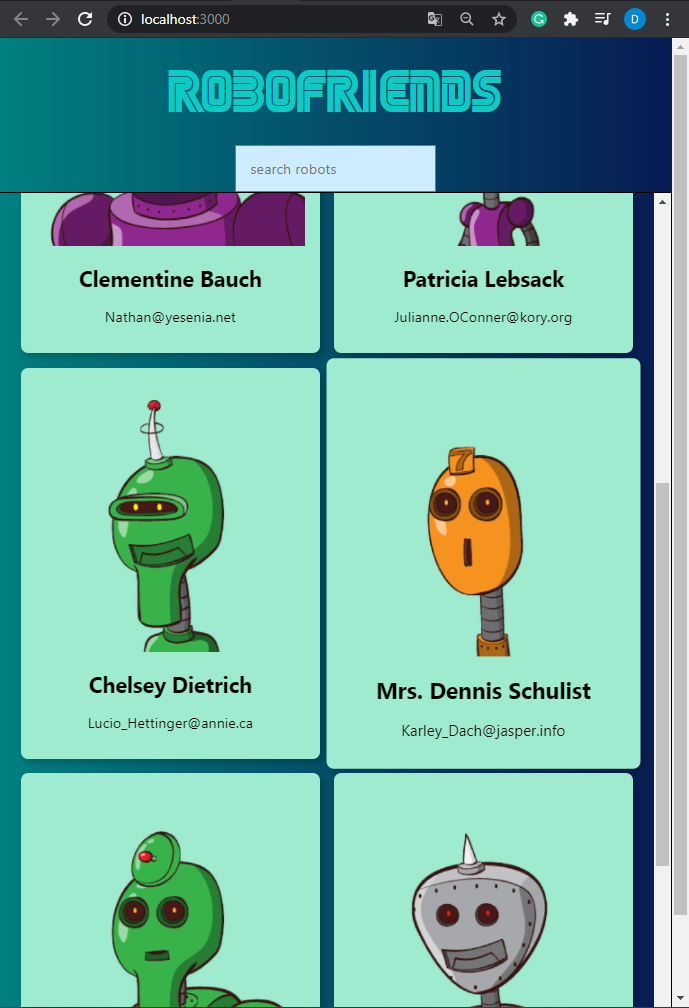 localhost:3000
G
D
ROBOFRIENDS
search robots
Clementine Bauch
Nathan@yesenia.net
Patricia Lebsack
Julianne.OConner@kory.org
7
Chelsey Dietrich
Lucio_Hettinger@annie.ca
Mrs. Dennis Schulist
Karley_Dach@jasper.info